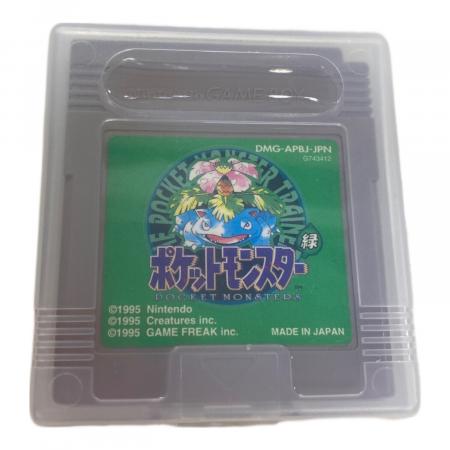 Nintendo GAME BOY
DMG-APBJ-JPN
G743412
POCKET MONSTER TRAINER
緑
ポケットモンスター
POCKET MONSTERS
©1995 Nintendo
©1995 Creatures inc.
©1995 GAME FREAK inc.
MADE IN JAPAN